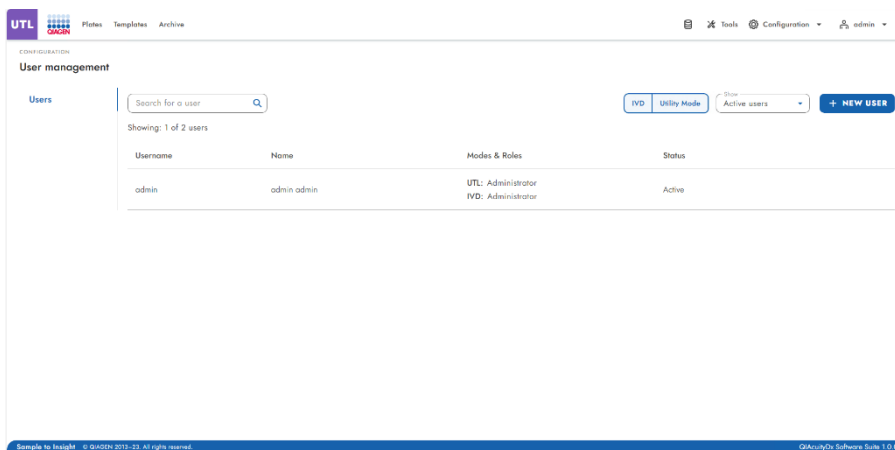 UTL QIAGEN Plates Templates Archive Tools Configuration admin
CONFIGURATION
User management
Users
Search for a user
IVD Utility Mode
Show
Active users
+ NEW USER
Showing: 1 of 2 users
Username Name Modes & Roles Status
admin admin admin UTL: Administrator Active
IVD: Administrator
Sample to Insight © QIAGEN 2013–23. All rights reserved. QIAcuityDx Software Suite 1.0.